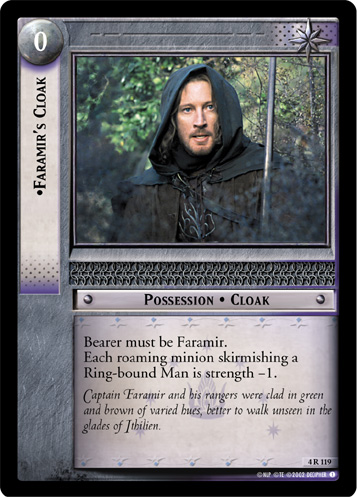 0
•Faramir's Cloak
Possession • Cloak
Bearer must be Faramir.
Each roaming minion skirmishing a
Ring-bound Man is strength –1.
Captain Faramir and his rangers were clad in green
and brown of varied hues, better to walk unseen in the
glades of Ithilien.
4 R 119
©NLP ©TE. ©2002 DECIPHER